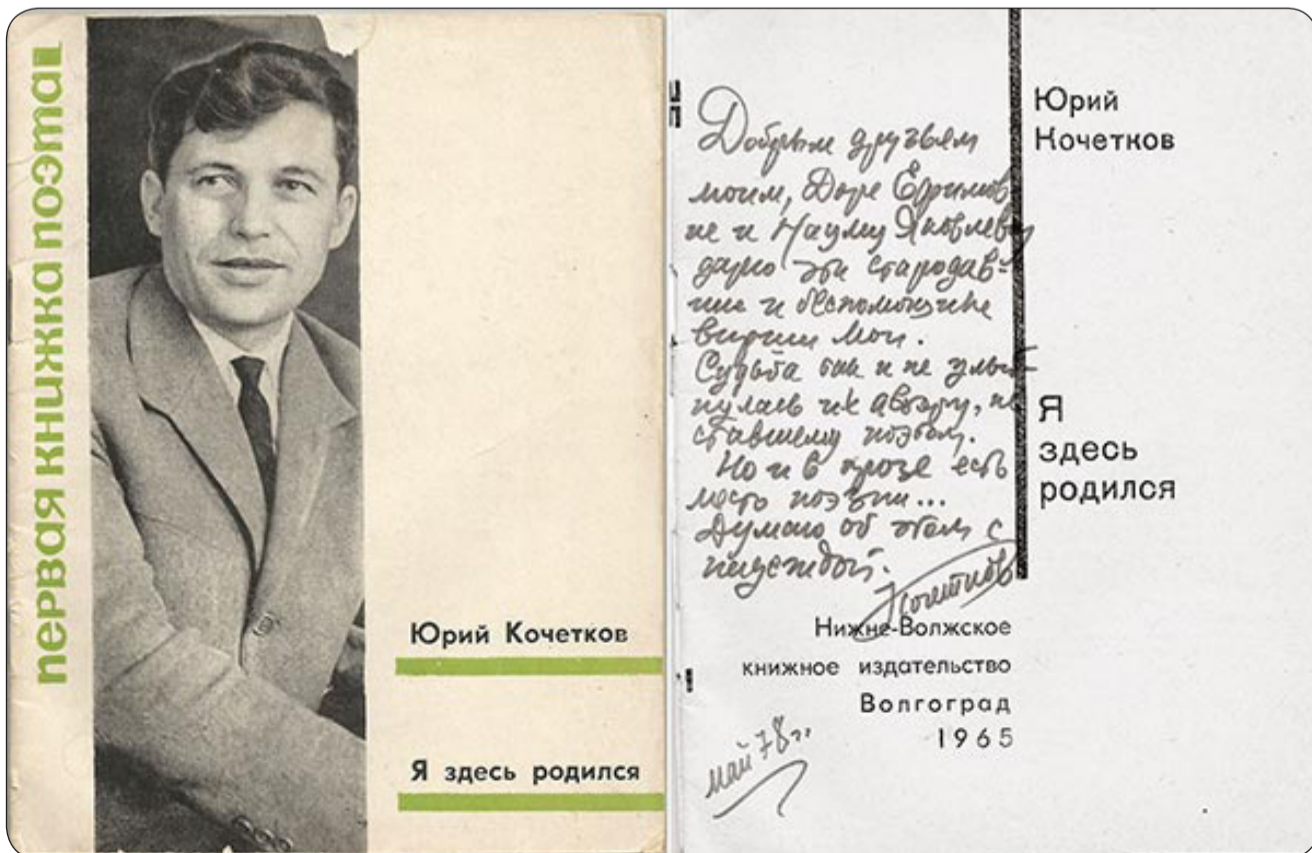 первая книжка поэта
Юрий Кочетков
Я здесь родился
Добрым друзьям
моим, Доре Ефимов-
не и Науму Яковлевичу
дарю эти стародав-
ние и беспомощные
вирши мои.
Судьба так и не улыб-
нулась их автору, не
ставшему поэтом.
Но и в прозе есть
место поэзии...
Думаю об этом с
надеждой.
Кочетков
май 78 г.
Юрий
Кочетков
Я
здесь
родился
Нижне-Волжское
книжное издательство
Волгоград
1965